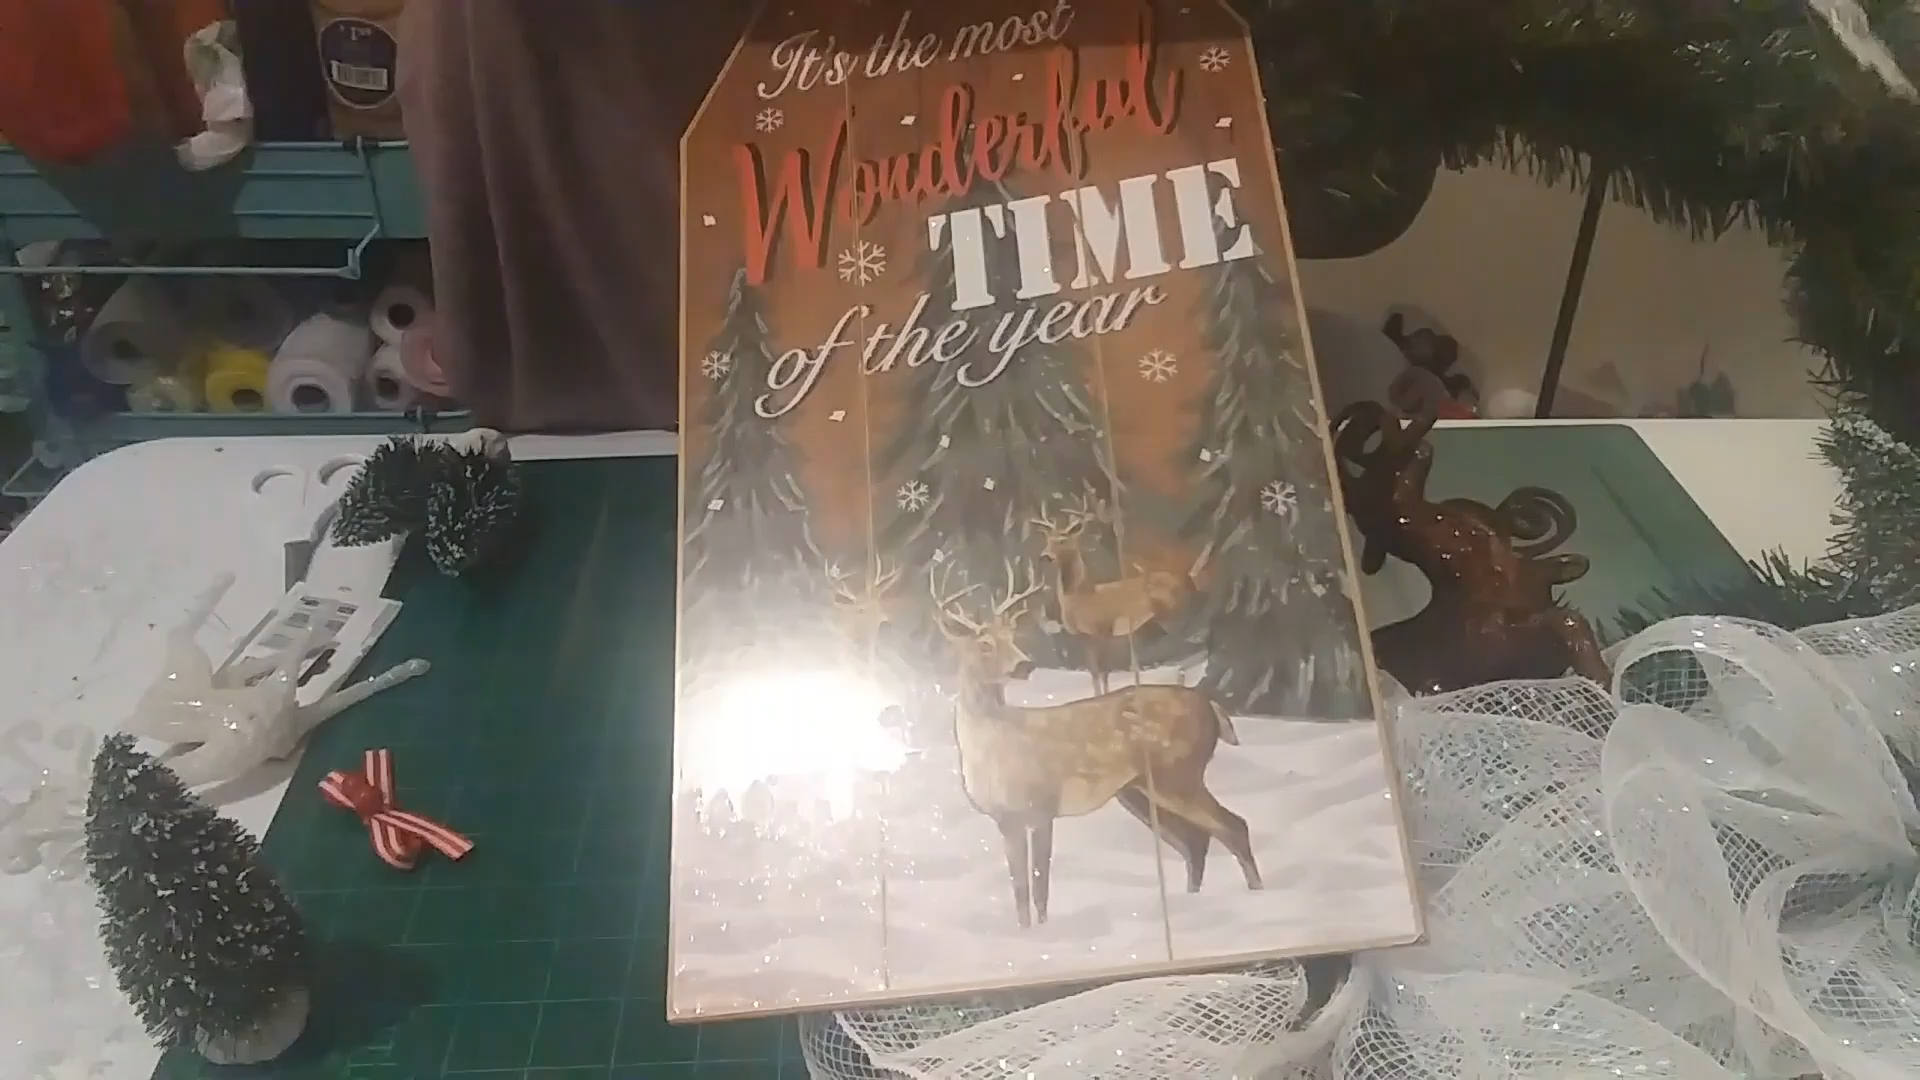 It's the most
Wonderful
TIME
of the year